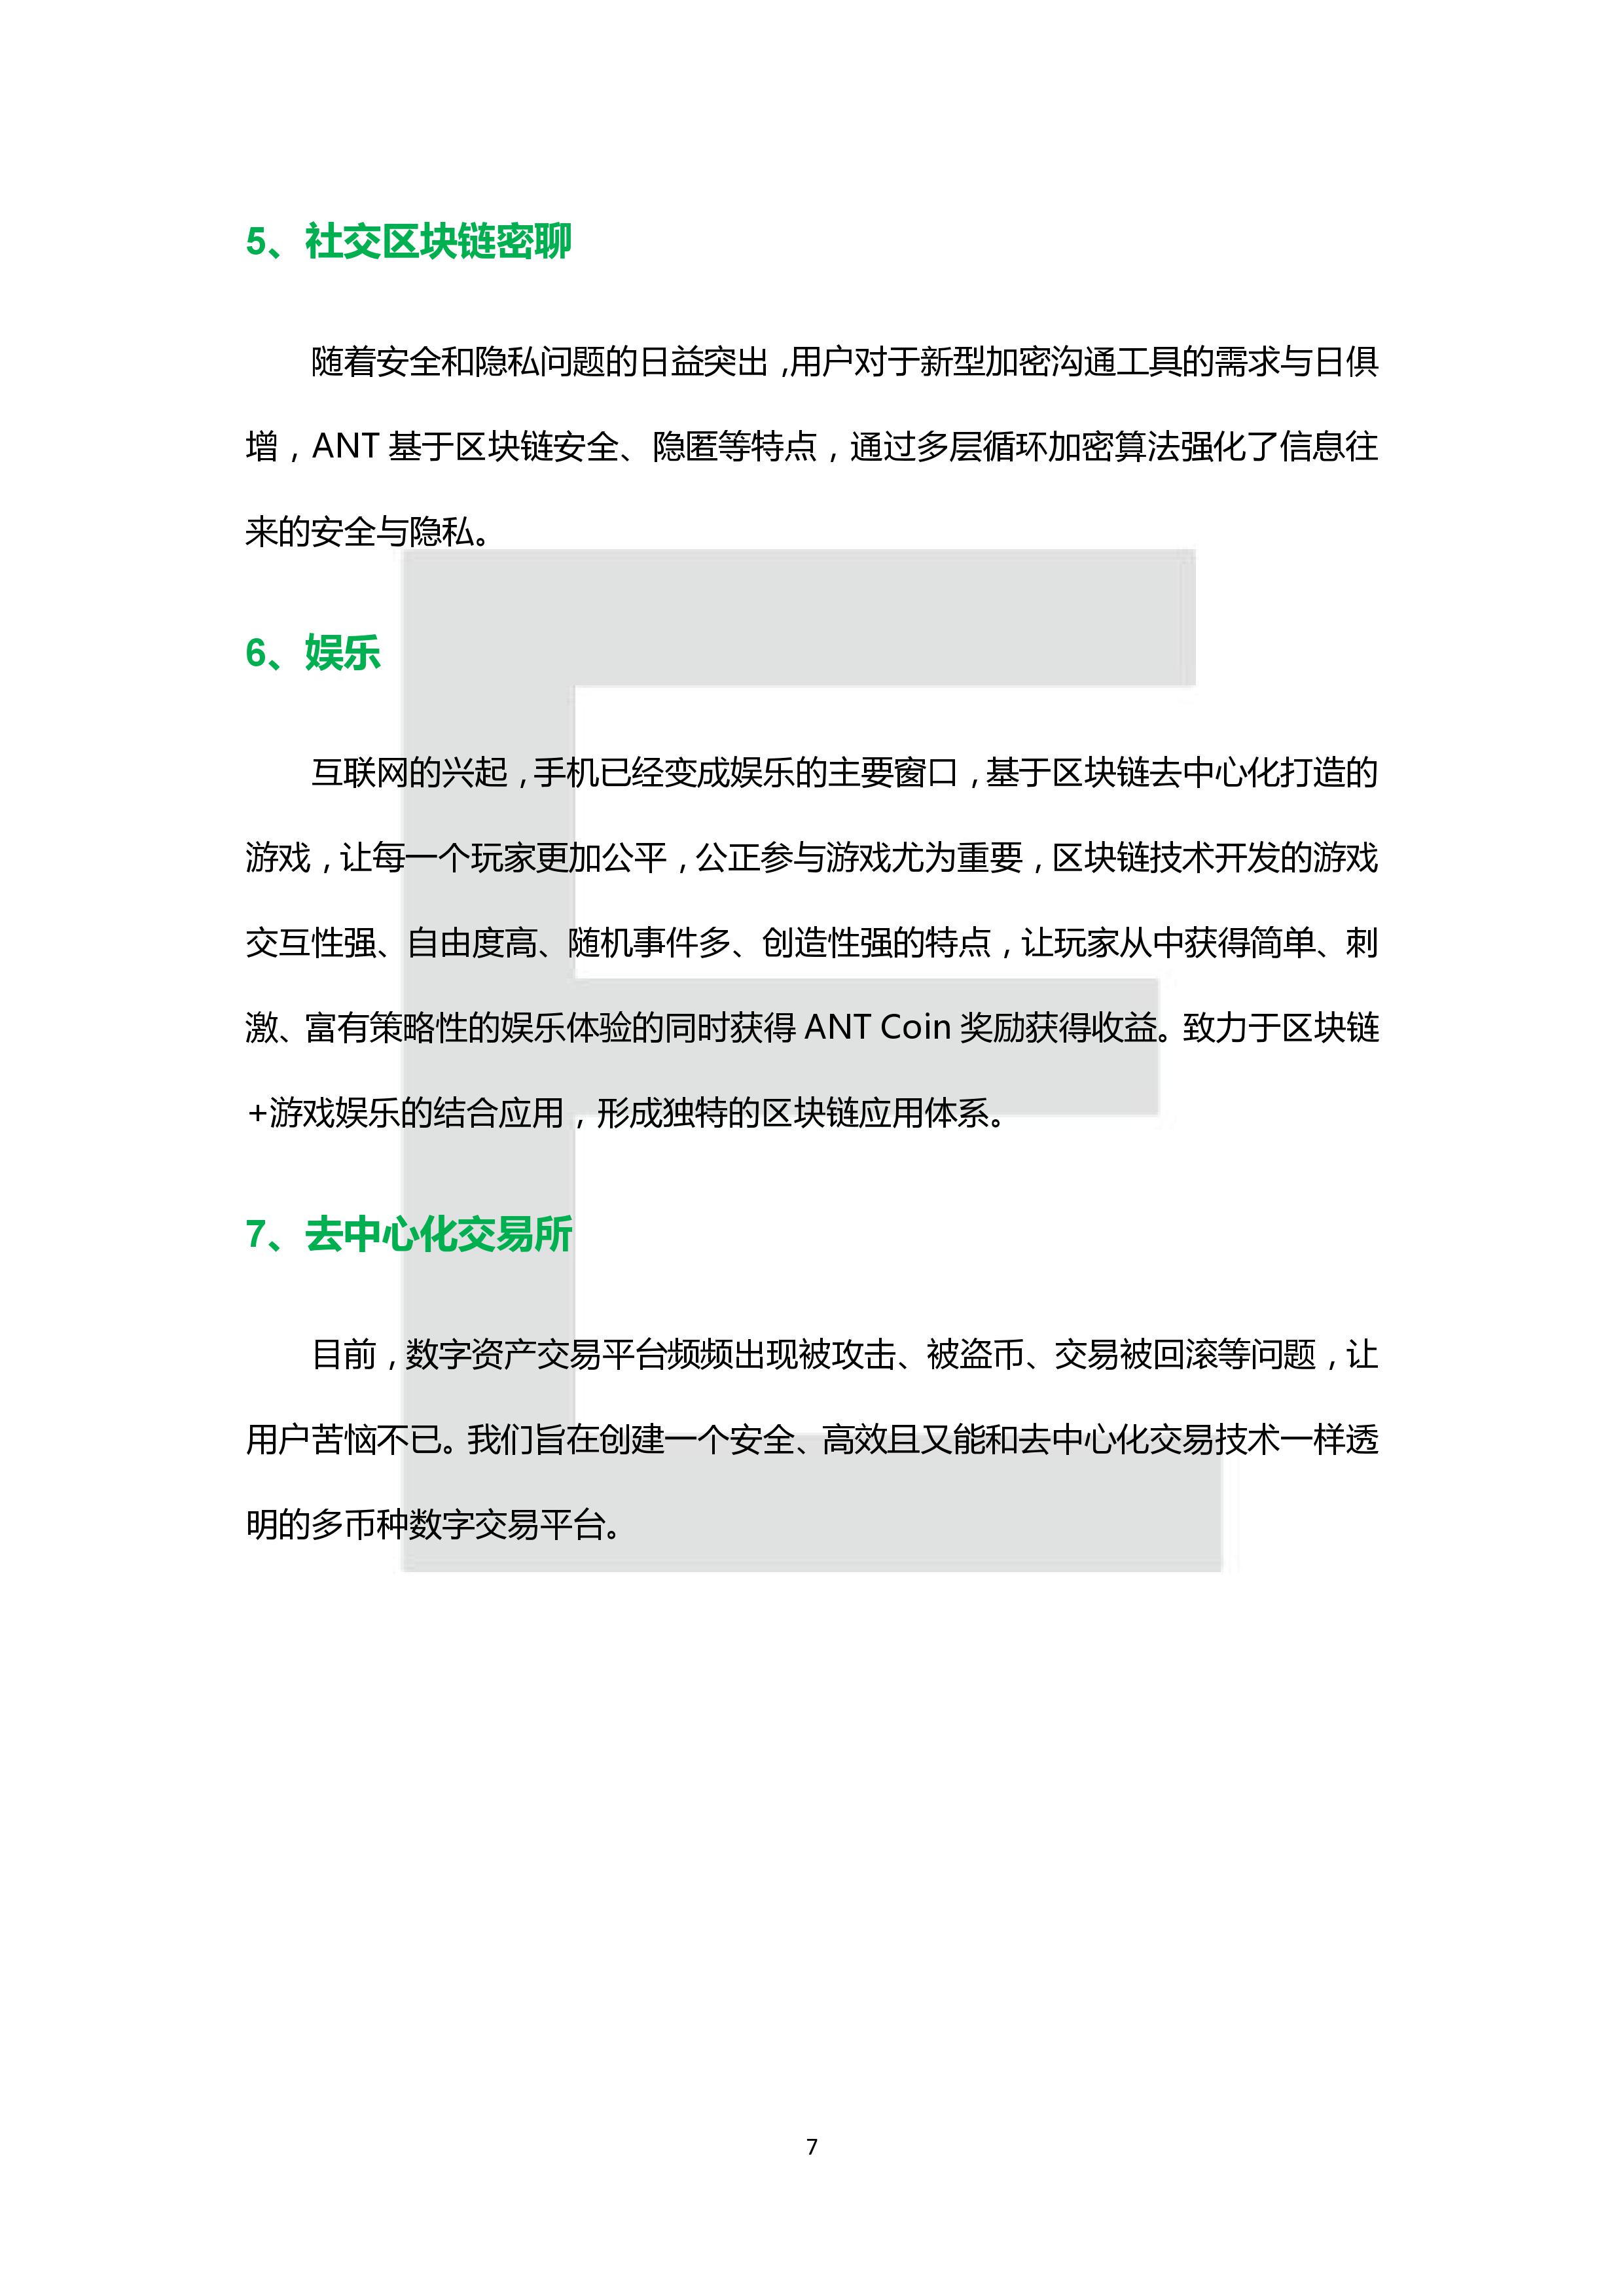 5、社交区块链密聊
随着安全和隐私问题的日益突出,用户对于新型加密沟通工具的需求与日俱
增，ANT 基于区块链安全、隐匿等特点，通过多层循环加密算法强化了信息往
来的安全与隐私。
6、娱乐
互联网的兴起，手机已经变成娱乐的主要窗口，基于区块链去中心化打造的
游戏，让每一个玩家更加公平，公正参与游戏尤为重要，区块链技术开发的游戏
交互性强、自由度高、随机事件多、创造性强的特点，让玩家从中获得简单、刺
激、富有策略性的娱乐体验的同时获得 ANT Coin 奖励获得收益。致力于区块链
+游戏娱乐的结合应用，形成独特的区块链应用体系。
7、去中心化交易所
目前，数字资产交易平台频频出现被攻击、被盗币、交易被回滚等问题，让
用户苦恼不已。我们旨在创建一个安全、高效且又能和去中心化交易技术一样透
明的多币种数字交易平台。
7